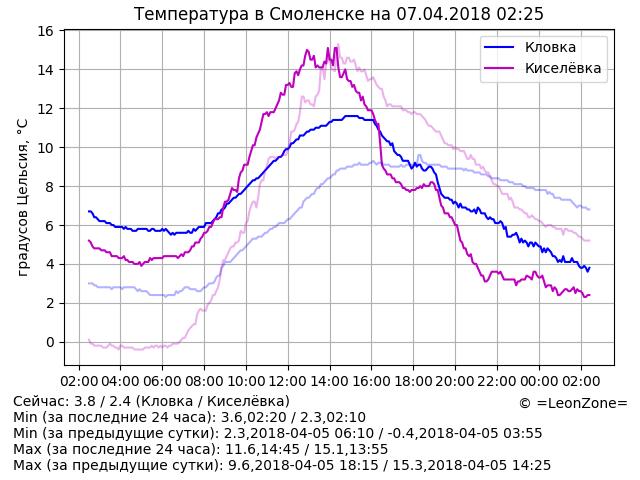 Температура в Смоленске на 07.04.2018 02:25
16
14
12
10
8
6
4
2
0
градусов Цельсия, °C
Кловка
Киселёвка
02:00 04:00 06:00 08:00 10:00 12:00 14:00 16:00 18:00 20:00 22:00 00:00 02:00
Сейчас: 3.8 / 2.4 (Кловка / Киселёвка)
© =LeonZone=
Min (за последние 24 часа): 3.6,02:20 / 2.3,02:10
Min (за предыдущие сутки): 2.3,2018-04-05 06:10 / -0.4,2018-04-05 03:55
Max (за последние 24 часа): 11.6,14:45 / 15.1,13:55
Max (за предыдущие сутки): 9.6,2018-04-05 18:15 / 15.3,2018-04-05 14:25